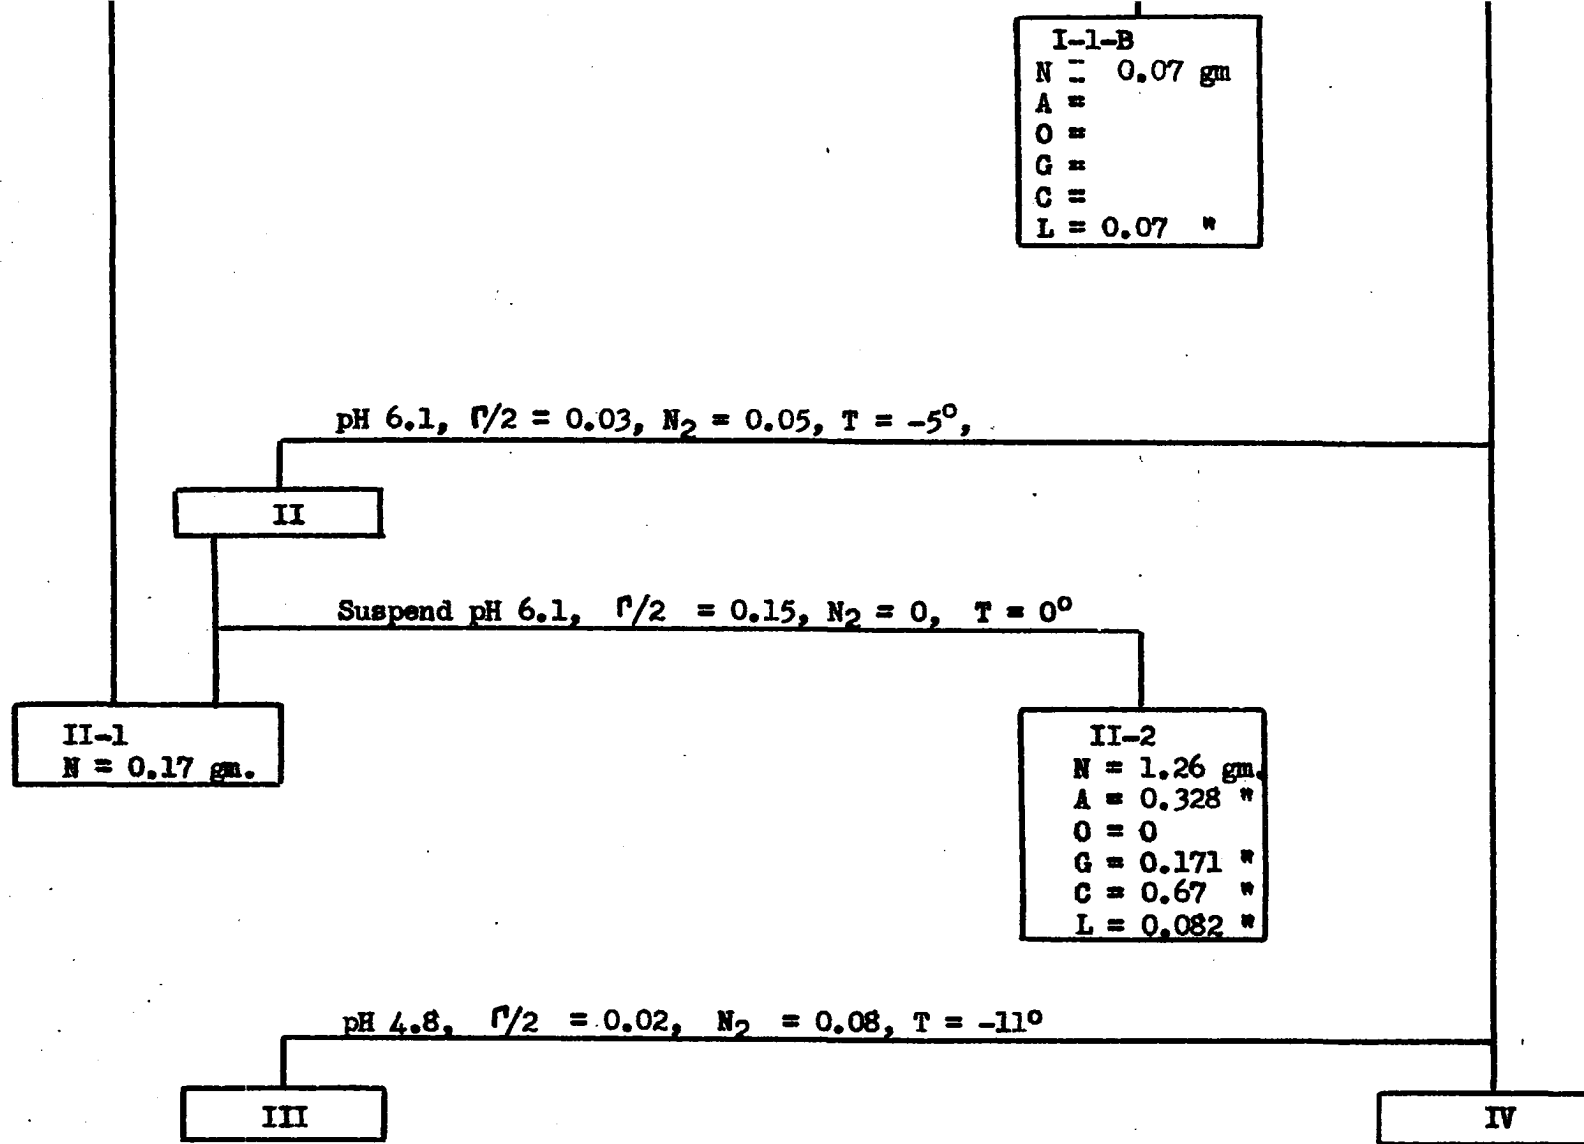 I-1-B
N = 0.07 gm
A =
O =
G =
C =
L = 0.07 "
pH 6.1, Γ/2 = 0.03, N₂ = 0.05, T = -5°,
II
Suspend pH 6.1, Γ/2 = 0.15, N₂ = 0, T = 0°
II-1
N = 0.17 gm.
II-2
N = 1.26 gm.
A = 0.328 "
O = 0
G = 0.171 "
C = 0.67 "
L = 0.082 "
pH 4.8, Γ/2 = 0.02, N₂ = 0.08, T = -11°
III
IV